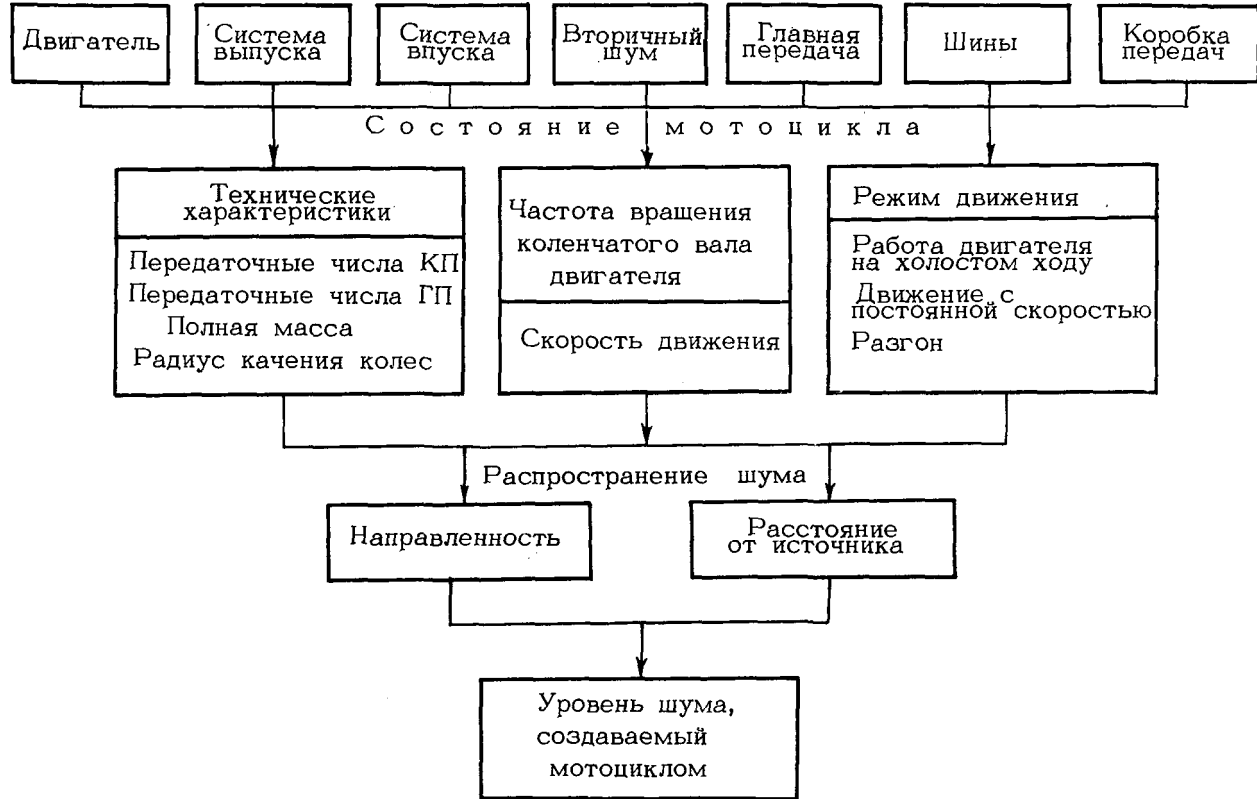 Двигатель
Система
выпуска
Система
впуска
Вторичный
шум
Главная
передача
Шины
Коробка
передач
Состояние мотоцикла
Технические
характеристики
Передаточные числа КП
Передаточные числа ГП
Полная масса
Радиус качения колес
Частота вращения
коленчатого вала
двигателя
Скорость движения
Режим движения
Работа двигателя
на холостом ходу
Движение с
постоянной скоростью
Разгон
Распространение шума
Направленность
Расстояние
от источника
Уровень шума,
создаваемый
мотоциклом